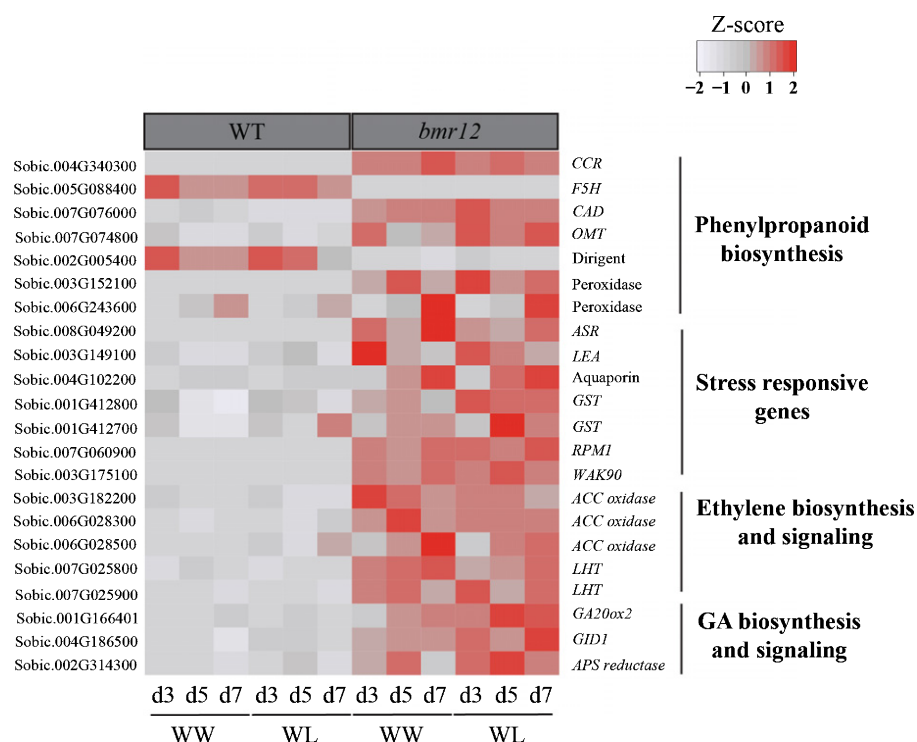 Z-score
−2 −1 0 1 2
WT bmr12
Sobic.004G340300 CCR
Sobic.005G088400 F5H
Sobic.007G076000 CAD
Sobic.007G074800 OMT
Sobic.002G005400 Dirigent
Sobic.003G152100 Peroxidase
Sobic.006G243600 Peroxidase
Phenylpropanoid
biosynthesis
Sobic.008G049200 ASR
Sobic.003G149100 LEA
Sobic.004G102200 Aquaporin
Sobic.001G412800 GST
Sobic.001G412700 GST
Sobic.007G060900 RPM1
Sobic.003G175100 WAK90
Stress responsive
genes
Sobic.003G182200 ACC oxidase
Sobic.006G028300 ACC oxidase
Sobic.006G028500 ACC oxidase
Sobic.007G025800 LHT
Sobic.007G025900 LHT
Ethylene biosynthesis
and signaling
Sobic.001G166401 GA20ox2
Sobic.004G186500 GID1
Sobic.002G314300 APS reductase
GA biosynthesis
and signaling
d3 d5 d7 d3 d5 d7 d3 d5 d7 d3 d5 d7
WW WL WW WL